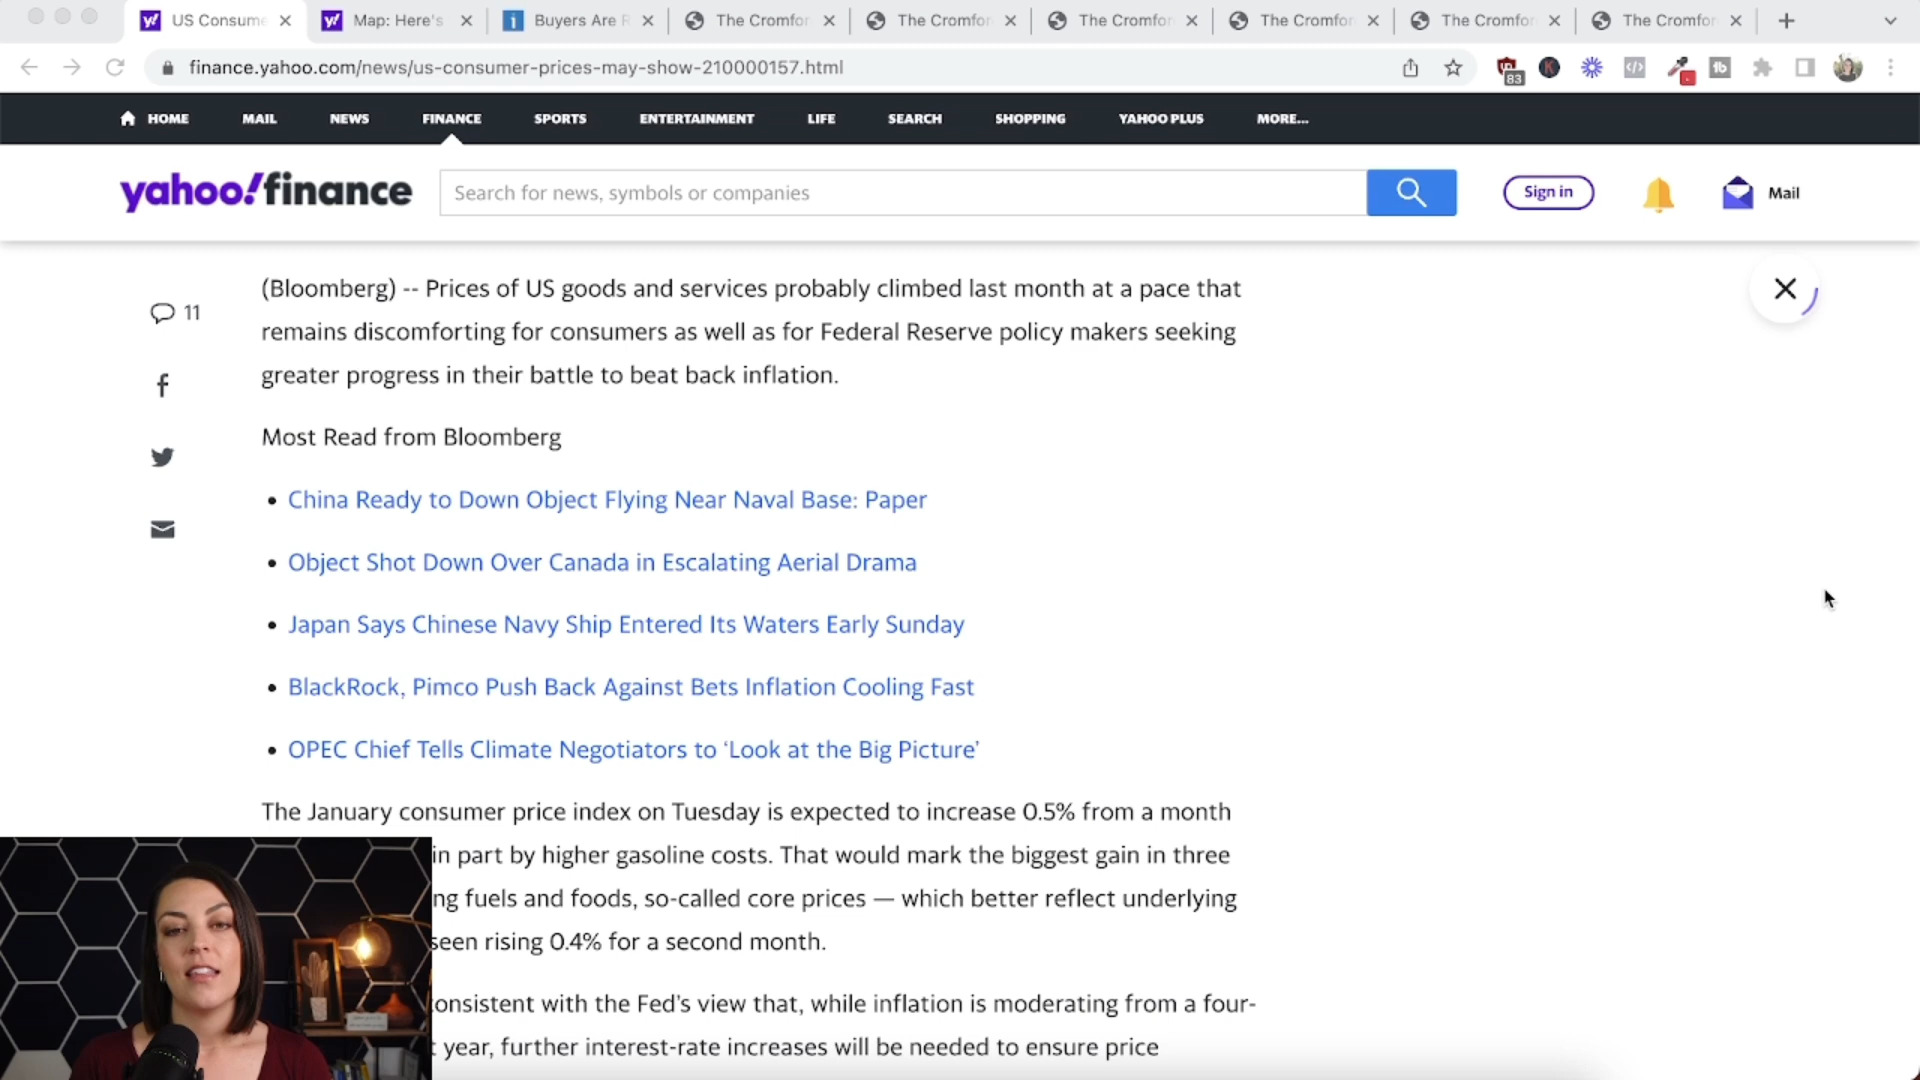 US Consume
Map: Here's
Buyers Are R
The Cromfor
The Cromfor
The Cromfor
The Cromfor
The Cromfor
The Cromfor
finance.yahoo.com/news/us-consumer-prices-may-show-210000157.html
83
HOME MAIL NEWS FINANCE SPORTS ENTERTAINMENT LIFE SEARCH SHOPPING YAHOO PLUS MORE...
yahoo!finance
Search for news, symbols or companies
Sign in
Mail
11
(Bloomberg) -- Prices of US goods and services probably climbed last month at a pace that
remains discomforting for consumers as well as for Federal Reserve policy makers seeking
greater progress in their battle to beat back inflation.
Most Read from Bloomberg
China Ready to Down Object Flying Near Naval Base: Paper
Object Shot Down Over Canada in Escalating Aerial Drama
Japan Says Chinese Navy Ship Entered Its Waters Early Sunday
BlackRock, Pimco Push Back Against Bets Inflation Cooling Fast
OPEC Chief Tells Climate Negotiators to ‘Look at the Big Picture’
The January consumer price index on Tuesday is expected to increase 0.5% from a month
in part by higher gasoline costs. That would mark the biggest gain in three
ng fuels and foods, so-called core prices — which better reflect underlying
seen rising 0.4% for a second month.
onsistent with the Fed's view that, while inflation is moderating from a four-
year, further interest-rate increases will be needed to ensure price